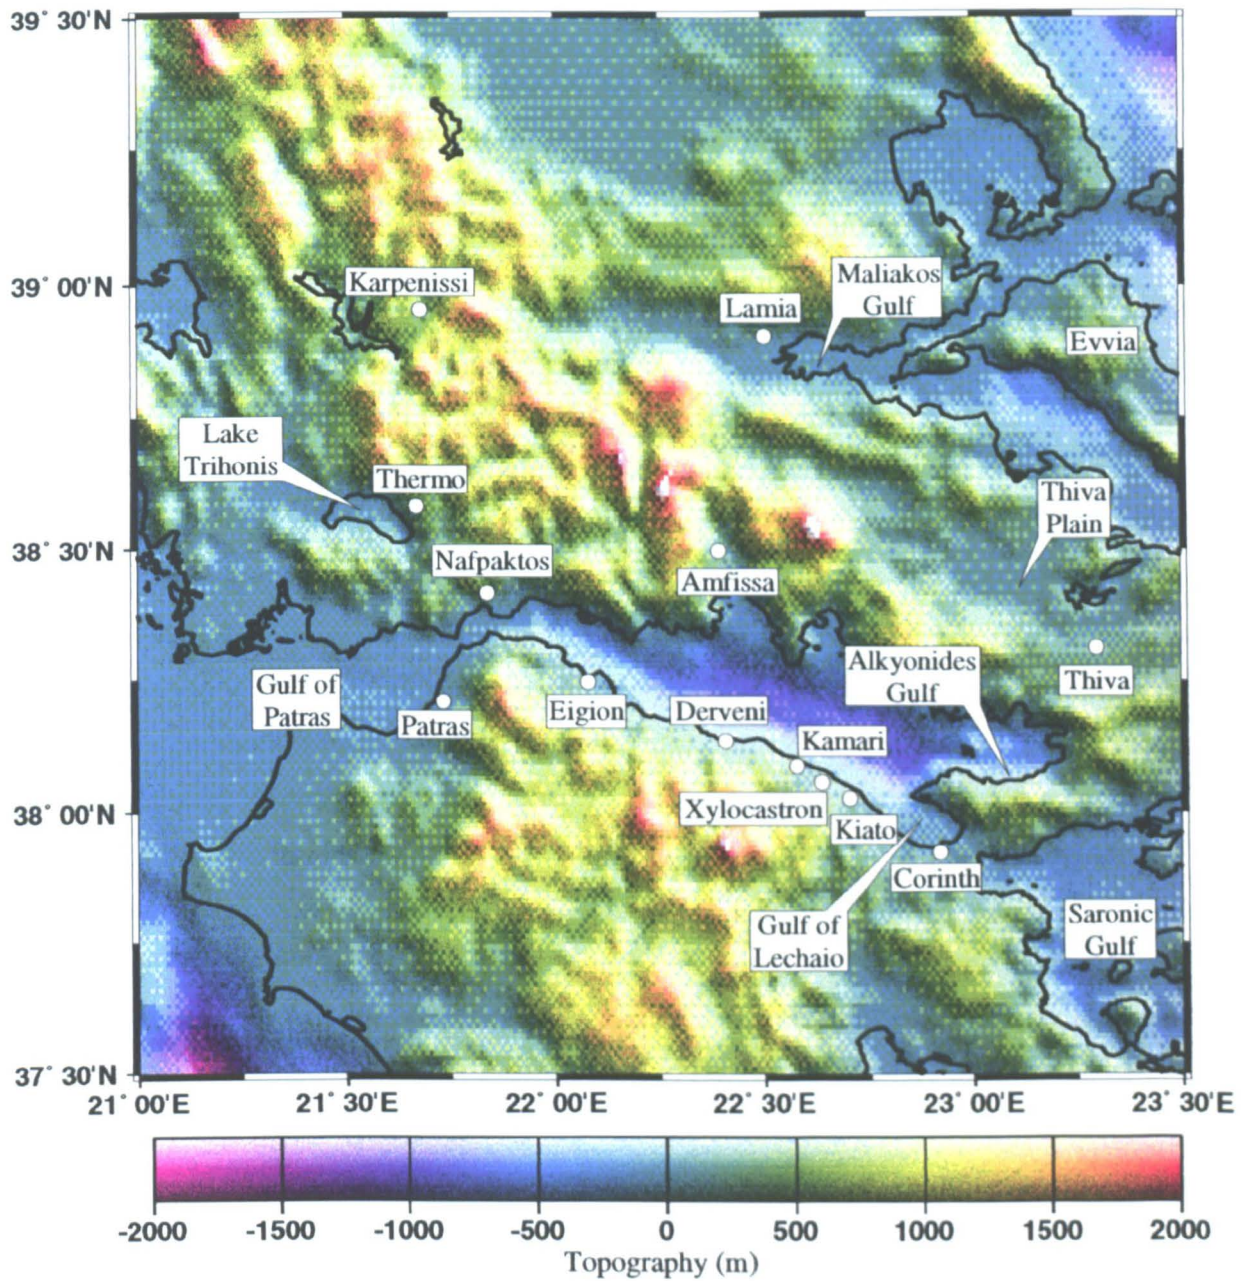 39° 30'N
39° 00'N
38° 30'N
38° 00'N
37° 30'N
Karpenissi
Lamia
Maliakos
Gulf
Evvia
Lake
Trihonis
Thermo
Thiva
Plain
Nafpaktos
Amfissa
Gulf of
Patras
Patras
Eigion
Derveni
Alkyonides
Gulf
Thiva
Kamari
Xylocastron
Kiato
Corinth
Gulf of
Lechaio
Saronic
Gulf
21° 00'E 21° 30'E 22° 00'E 22° 30'E 23° 00'E 23° 30'E
-2000 -1500 -1000 -500 0 500 1000 1500 2000
Topography (m)